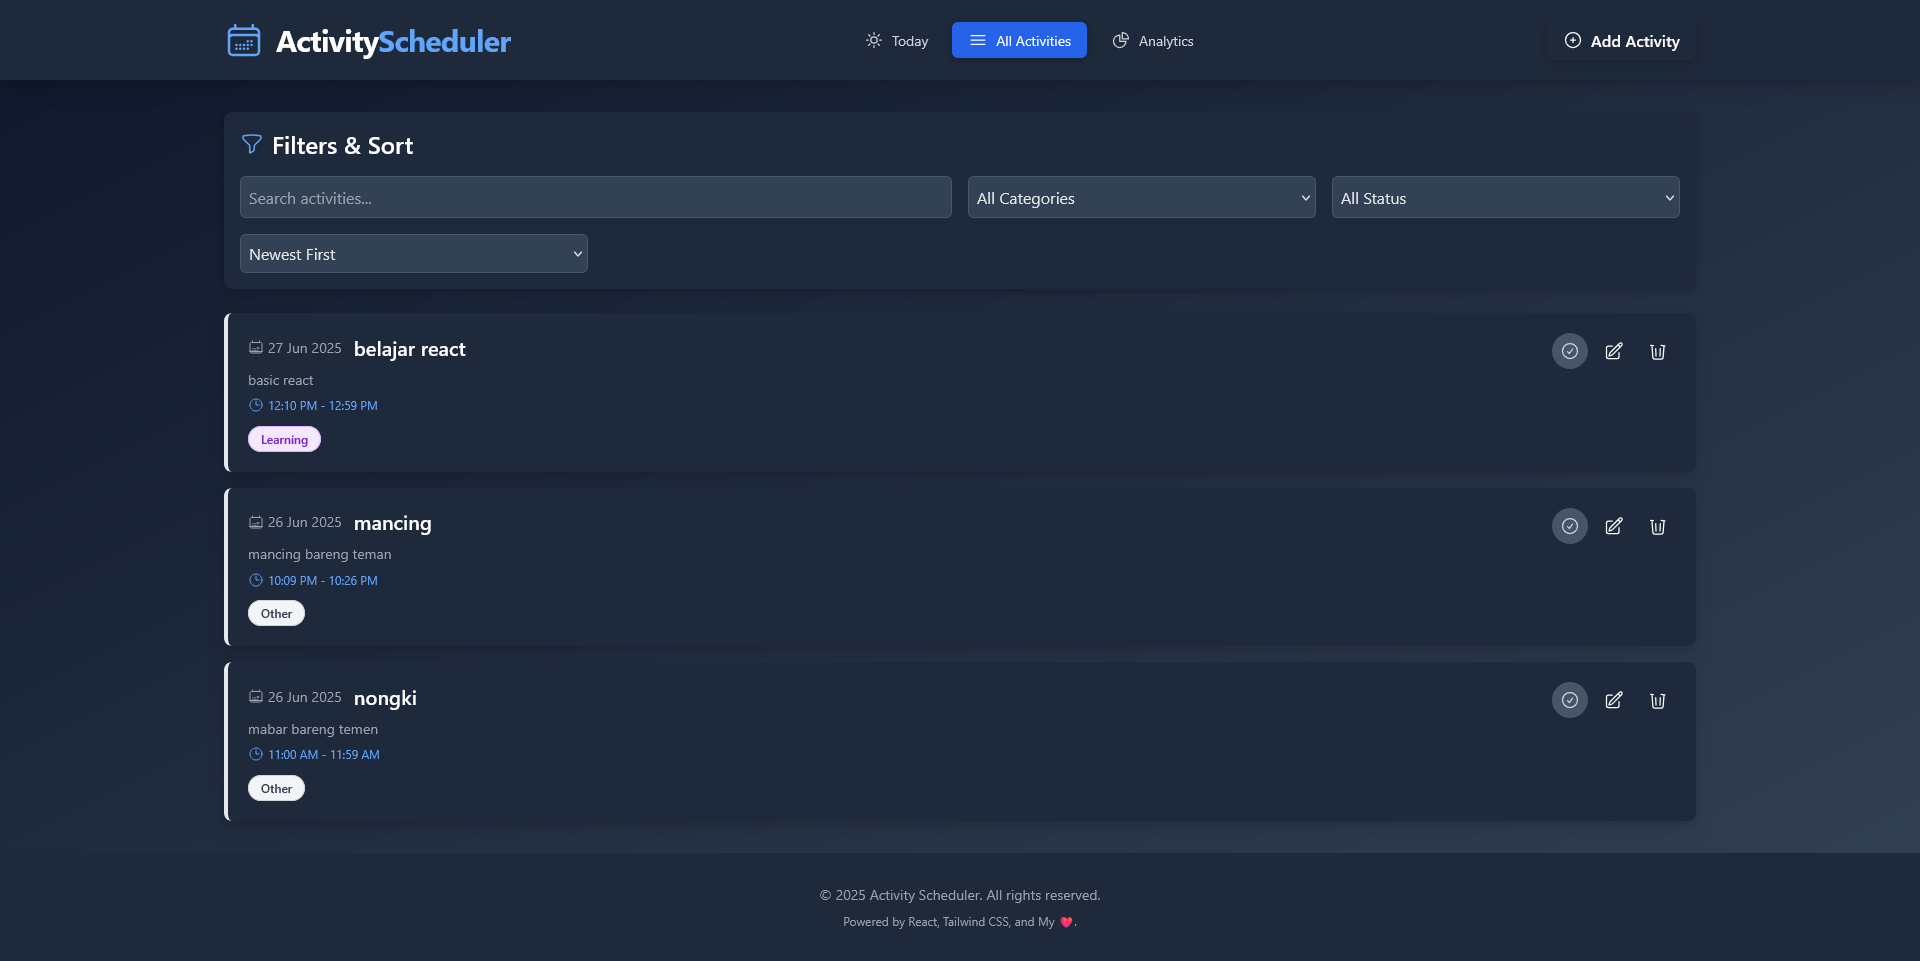 ActivityScheduler
Today
All Activities
Analytics
Add Activity
Filters & Sort
Search activities...
All Categories
All Status
Newest First
27 Jun 2025 belajar react
basic react
12:10 PM - 12:59 PM
Learning
26 Jun 2025 mancing
mancing bareng teman
10:09 PM - 10:26 PM
Other
26 Jun 2025 nongki
mabar bareng temen
11:00 AM - 11:59 AM
Other
© 2025 Activity Scheduler. All rights reserved.
Powered by React, Tailwind CSS, and My ❤️.